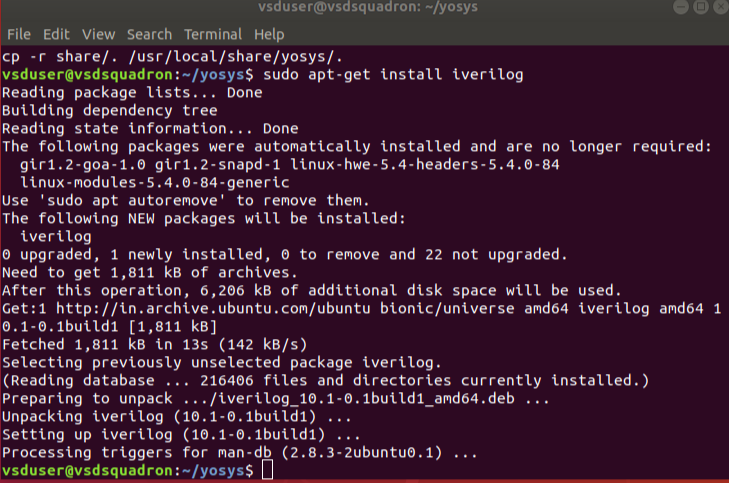 vsduser@vsdsquadron: ~/yosys
File Edit View Search Terminal Help
cp -r share/. /usr/local/share/yosys/.
vsduser@vsdsquadron:~/yosys$ sudo apt-get install iverilog
Reading package lists... Done
Building dependency tree
Reading state information... Done
The following packages were automatically installed and are no longer required:
  gir1.2-goa-1.0 gir1.2-snapd-1 linux-hwe-5.4-headers-5.4.0-84
  linux-modules-5.4.0-84-generic
Use 'sudo apt autoremove' to remove them.
The following NEW packages will be installed:
  iverilog
0 upgraded, 1 newly installed, 0 to remove and 22 not upgraded.
Need to get 1,811 kB of archives.
After this operation, 6,206 kB of additional disk space will be used.
Get:1 http://in.archive.ubuntu.com/ubuntu bionic/universe amd64 iverilog amd64 1
0.1-0.1build1 [1,811 kB]
Fetched 1,811 kB in 13s (142 kB/s)
Selecting previously unselected package iverilog.
(Reading database ... 216406 files and directories currently installed.)
Preparing to unpack .../iverilog_10.1-0.1build1_amd64.deb ...
Unpacking iverilog (10.1-0.1build1) ...
Setting up iverilog (10.1-0.1build1) ...
Processing triggers for man-db (2.8.3-2ubuntu0.1) ...
vsduser@vsdsquadron:~/yosys$